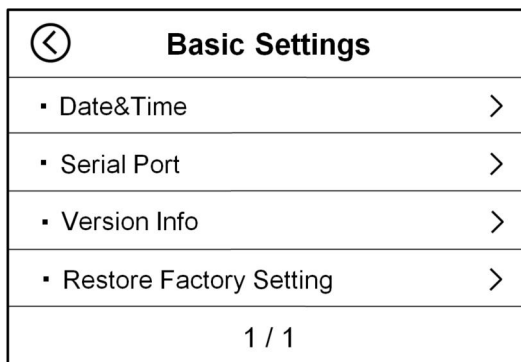 Basic Settings
▪ Date&Time
▪ Serial Port
▪ Version Info
▪ Restore Factory Setting
1 / 1